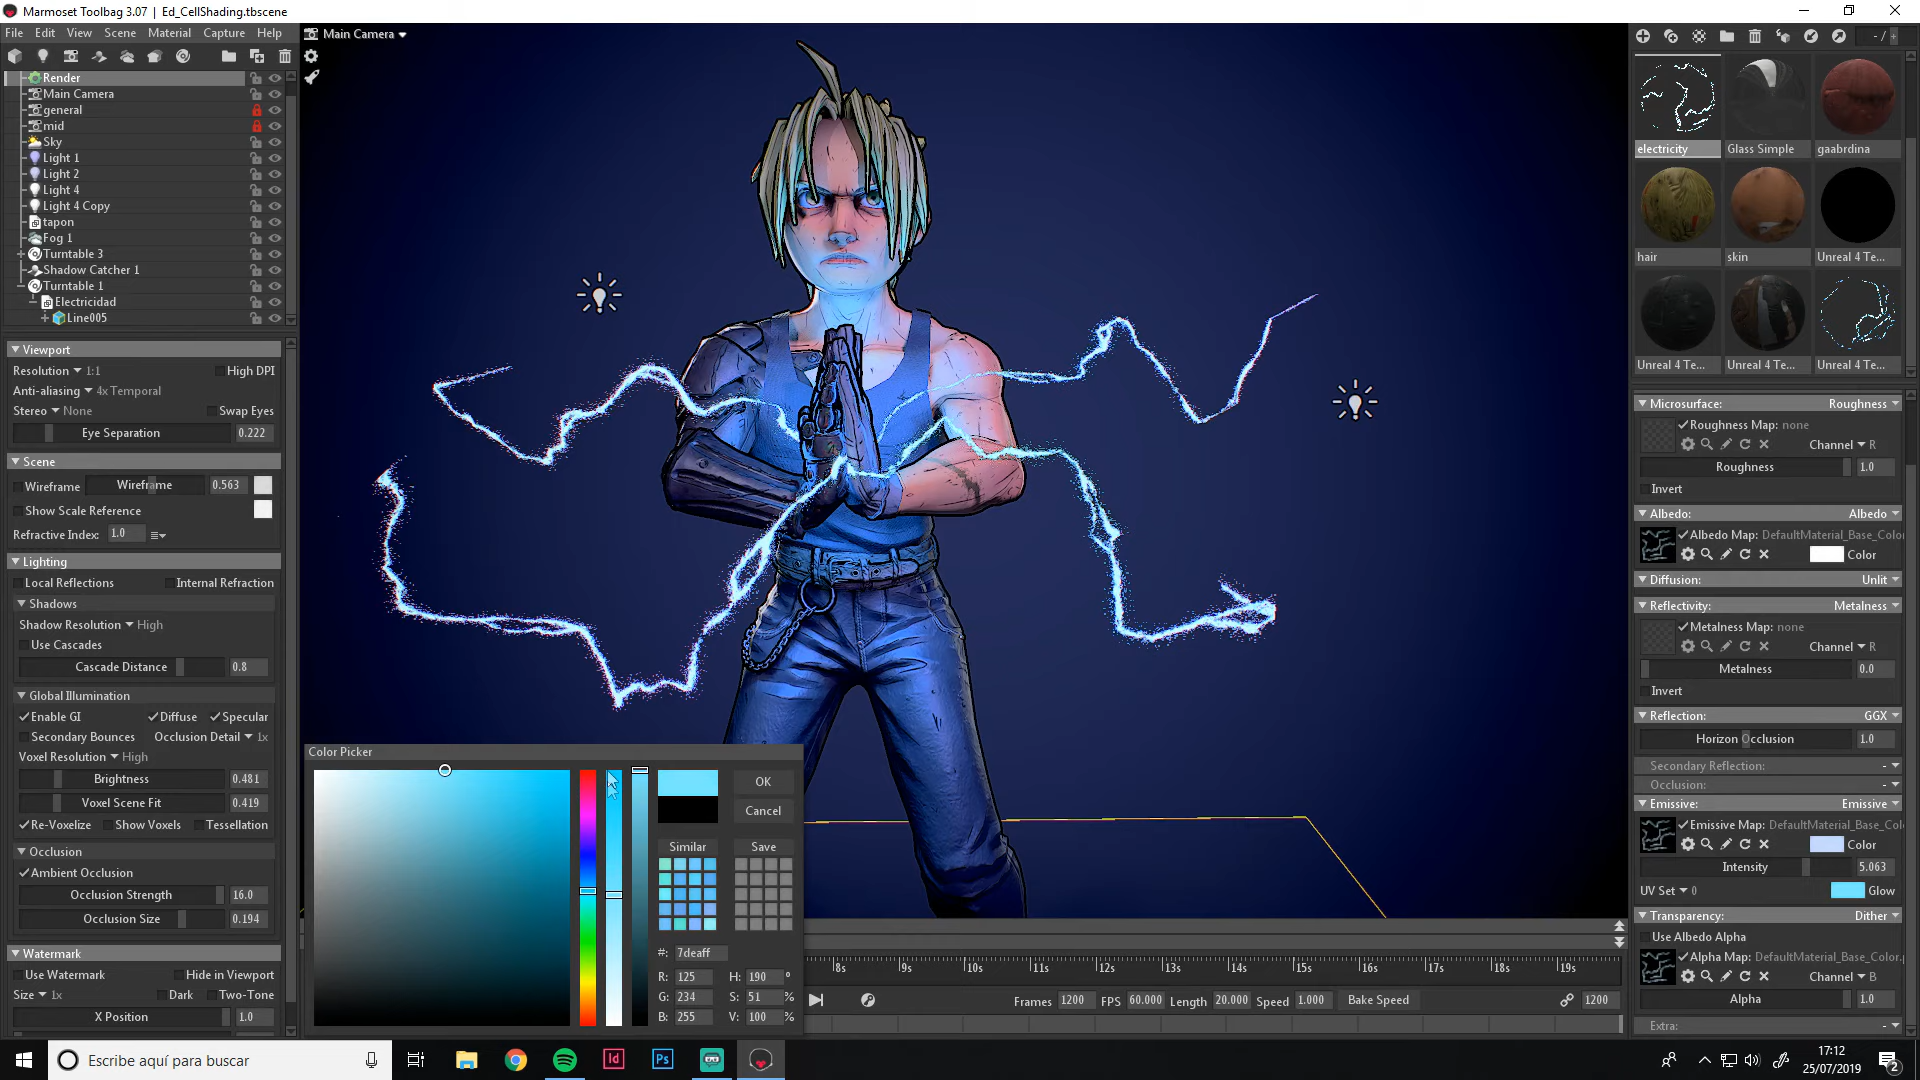 Marmoset Toolbag 3.07 | Ed_CellShading.tbscene
File Edit View Scene Material Capture Help
Main Camera
- / +
Render
Main Camera
general
mid
Sky
Light 1
Light 2
Light 4
Light 4 Copy
tapon
Fog 1
Turntable 3
Shadow Catcher 1
Turntable 1
Electricidad
Line005
electricity Glass Simple gaabrdina
hair skin Unreal 4 Te...
Unreal 4 Te... Unreal 4 Te... Unreal 4 Te...
Viewport
Resolution 1:1 High DPI
Anti-aliasing 4x Temporal
Stereo None Swap Eyes
Eye Separation 0.222
Scene
Wireframe Wireframe 0.563
Show Scale Reference
Refractive Index: 1.0
Lighting
Local Reflections Internal Refraction
Shadows
Shadow Resolution High
Use Cascades
Cascade Distance 0.8
Global Illumination
Enable GI Diffuse Specular
Secondary Bounces Occlusion Detail 1x
Voxel Resolution High
Brightness 0.481
Voxel Scene Fit 0.419
Re-Voxelize Show Voxels Tessellation
Occlusion
Ambient Occlusion
Occlusion Strength 16.0
Occlusion Size 0.194
Watermark
Use Watermark Hide in Viewport
Size 1x Dark Two-Tone
X Position 1.0
Color Picker
OK
Cancel
Similar Save
#: 7deaff
R: 125 H: 190 °
G: 234 S: 51 %
B: 255 V: 100 %
8s 9s 10s 11s 12s 13s 14s 15s 16s 17s 18s 19s
Frames 1200 FPS 60.000 Length 20.000 Speed 1.000 Bake Speed 1200
Microsurface: Roughness
Roughness Map: none
Channel R
Roughness 1.0
Invert
Albedo: Albedo
Albedo Map: DefaultMaterial_Base_Color
Color
Diffusion: Unlit
Reflectivity: Metalness
Metalness Map: none
Channel R
Metalness 0.0
Invert
Reflection: GGX
Horizon Occlusion 1.0
Secondary Reflection: -
Occlusion: -
Emissive: Emissive
Emissive Map: DefaultMaterial_Base_Colo
Color
Intensity 5.063
UV Set 0 Glow
Transparency: Dither
Use Albedo Alpha
Alpha Map: DefaultMaterial_Base_Color.p
Channel B
Alpha 1.0
Extra: -
Escribe aquí para buscar
Id
Ps
17:12
25/07/2019
2